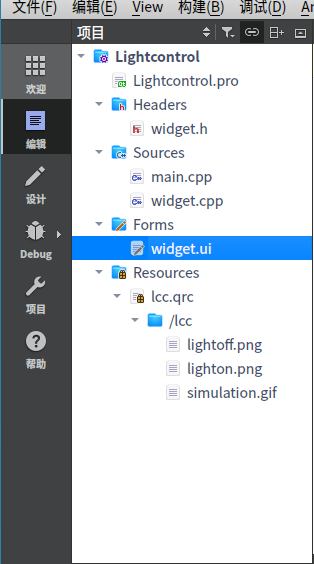 文件(F) 编辑(E) View 构建(B) 调试(D) An
项目
欢迎
编辑
设计
Debug
项目
帮助
Lightcontrol
Lightcontrol.pro
Headers
widget.h
Sources
main.cpp
widget.cpp
Forms
widget.ui
Resources
lcc.qrc
/lcc
lightoff.png
lighton.png
simulation.gif